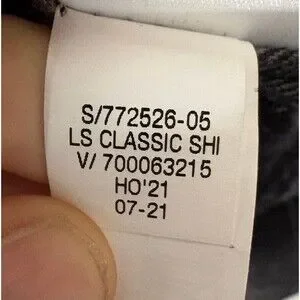 S/772526-05
LS CLASSIC SHI
V/ 700063215
HO'21
07-21